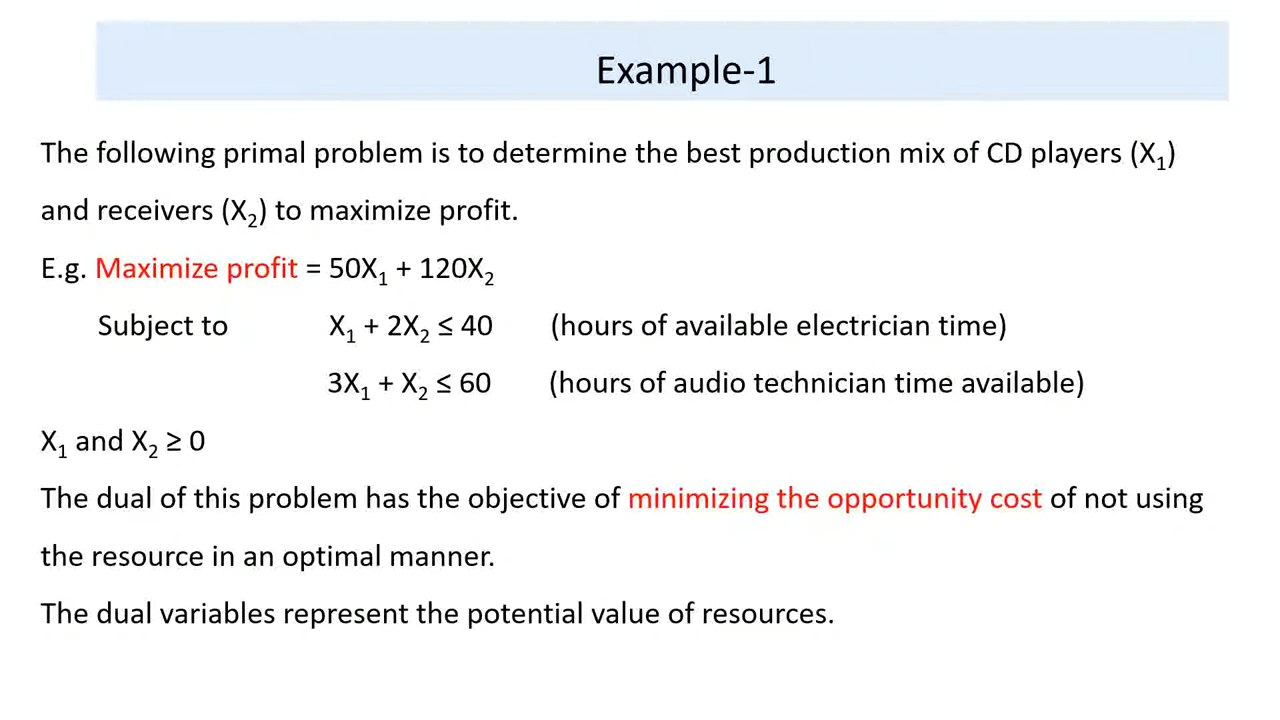 Example-1
The following primal problem is to determine the best production mix of CD players (X₁)
and receivers (X₂) to maximize profit.
E.g. Maximize profit = 50X₁ + 120X₂
Subject to X₁ + 2X₂ ≤ 40 (hours of available electrician time)
3X₁ + X₂ ≤ 60 (hours of audio technician time available)
X₁ and X₂ ≥ 0
The dual of this problem has the objective of minimizing the opportunity cost of not using
the resource in an optimal manner.
The dual variables represent the potential value of resources.